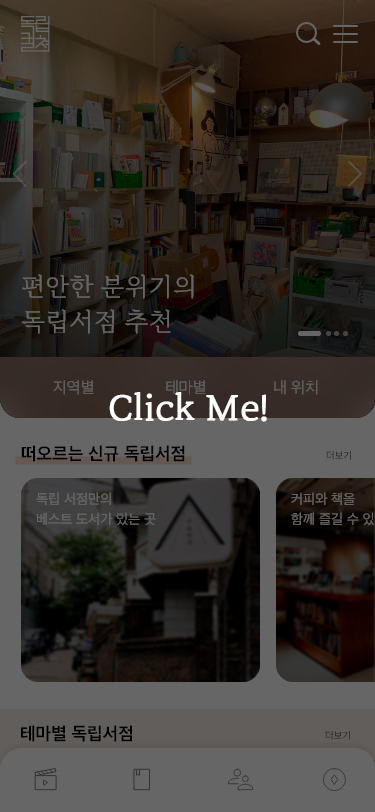 독립
편안한 분위기의
독립서점 추천
지역별 테마별 내 위치
Click Me!
떠오르는 신규 독립서점 더보기
독립 서점만의
베스트 도서가 있는 곳
커피와 책을
함께 즐길 수 있
테마별 독립서점 더보기